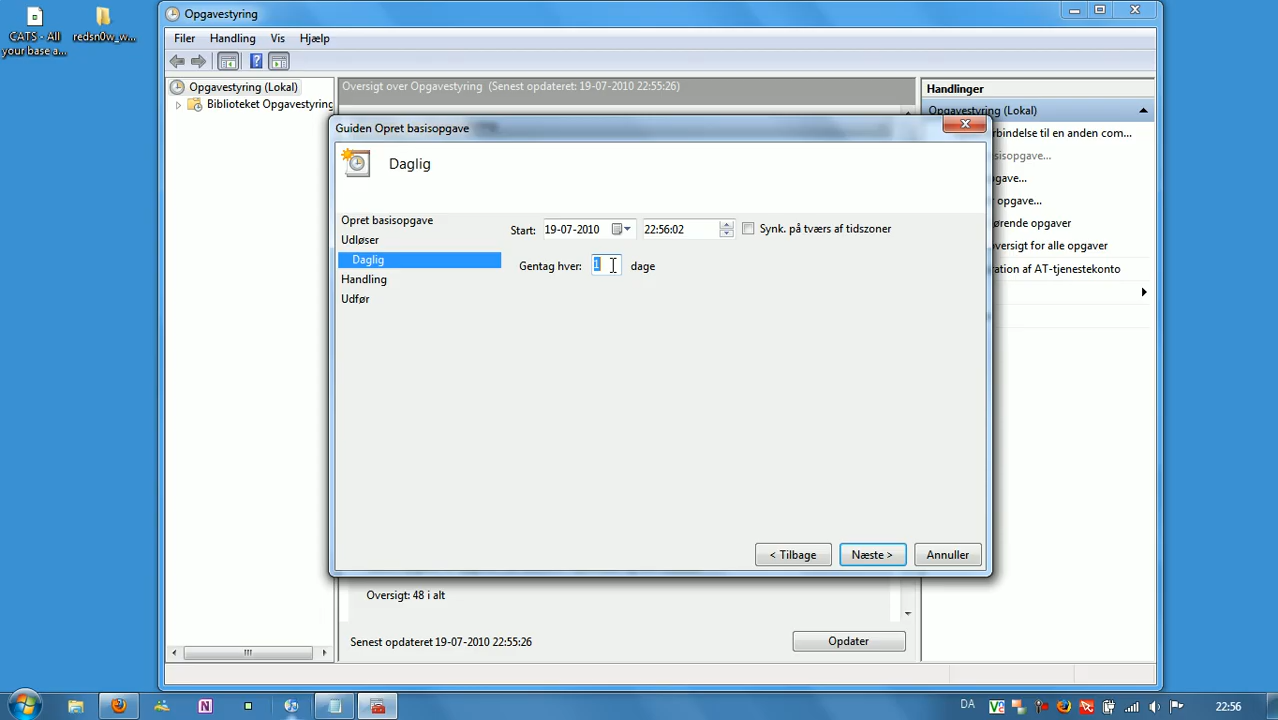 CATS - All
your base a...
redsn0w_w...
Opgavestyring
Filer Handling Vis Hjælp
Opgavestyring (Lokal)
Biblioteket Opgavestyring
Oversigt over Opgavestyring (Senest opdateret: 19-07-2010 22:55:26)
Handlinger
Opgavestyring (Lokal)
rbindelse til en anden com...
sisopgave...
gave...
r opgave...
ørende opgaver
versigt for alle opgaver
ration af AT-tjenestekonto
Guiden Opret basisopgave
Daglig
Opret basisopgave
Udløser
Daglig
Handling
Udfør
Start: 19-07-2010 22:56:02 Synk. på tværs af tidszoner
Gentag hver: 1 dage
< Tilbage Næste > Annuller
Oversigt: 48 i alt
Senest opdateret 19-07-2010 22:55:26 Opdater
DA 22:56